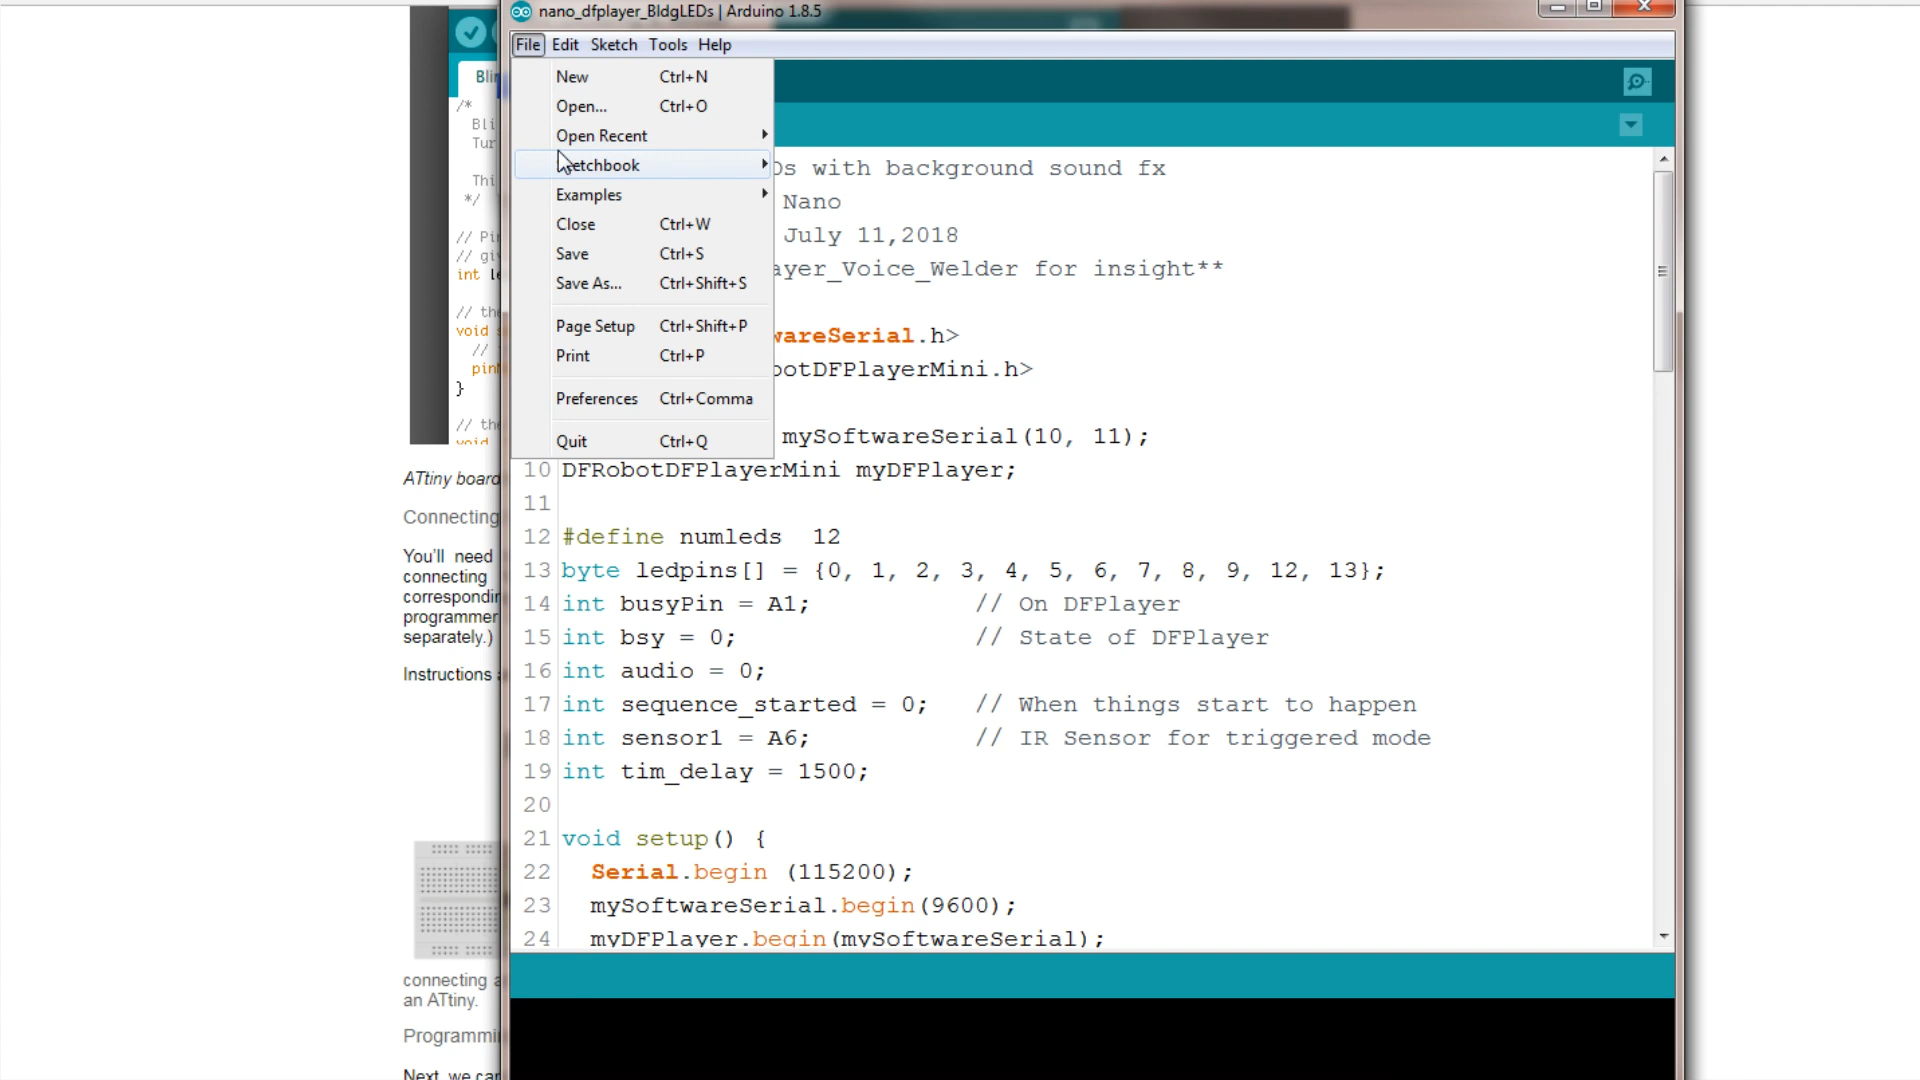 nano_dfplayer_BldgLEDs | Arduino 1.8.5
File Edit Sketch Tools Help
New Ctrl+N
Open... Ctrl+O
Open Recent
Sketchbook
Examples
Close Ctrl+W
Save Ctrl+S
Save As... Ctrl+Shift+S
Page Setup Ctrl+Shift+P
Print Ctrl+P
Preferences Ctrl+Comma
Quit Ctrl+Q
Ds with background sound fx
Nano
July 11,2018
ayer_Voice_Welder for insight**
wareSerial.h>
botDFPlayerMini.h>
mySoftwareSerial(10, 11);
10 DFRobotDFPlayerMini myDFPlayer;
11
12 #define numleds 12
13 byte ledpins[] = {0, 1, 2, 3, 4, 5, 6, 7, 8, 9, 12, 13};
14 int busyPin = A1; // On DFPlayer
15 int bsy = 0; // State of DFPlayer
16 int audio = 0;
17 int sequence_started = 0; // When things start to happen
18 int sensor1 = A6; // IR Sensor for triggered mode
19 int tim_delay = 1500;
20
21 void setup() {
22 Serial.begin (115200);
23 mySoftwareSerial.begin(9600);
24 myDFPlayer.begin(mySoftwareSerial);
Bli
/*
Bli
Tur
Thi
*/
// Pi
// gi
int le
// the
void s
//
pin
}
// the
void
ATtiny board
Connecting
You'll need
connecting
correspondin
programmer
separately.)
Instructions
connecting a
an ATtiny.
Programmi
Next, we can